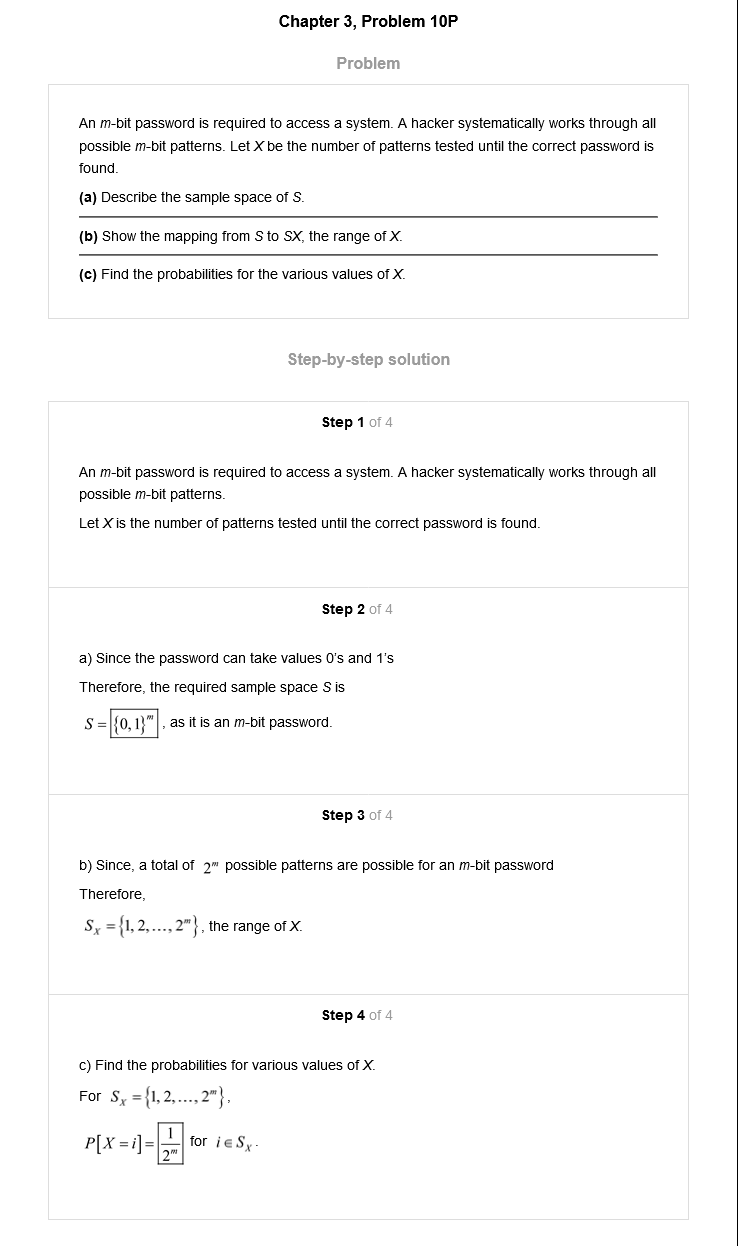 Chapter 3, Problem 10P
Problem
An m-bit password is required to access a system. A hacker systematically works through all
possible m-bit patterns. Let X be the number of patterns tested until the correct password is
found.
(a) Describe the sample space of S.
(b) Show the mapping from S to SX, the range of X.
(c) Find the probabilities for the various values of X.
Step-by-step solution
Step 1 of 4
An m-bit password is required to access a system. A hacker systematically works through all
possible m-bit patterns.
Let X is the number of patterns tested until the correct password is found.
Step 2 of 4
a) Since the password can take values 0's and 1's
Therefore, the required sample space S is
S = {0,1}^m , as it is an m-bit password.
Step 3 of 4
b) Since, a total of 2^m possible patterns are possible for an m-bit password
Therefore,
S_X = {1, 2, ..., 2^m}, the range of X.
Step 4 of 4
c) Find the probabilities for various values of X.
For S_X = {1, 2, ..., 2^m},
P[X = i] = 1/2^m for i ∈ S_X.